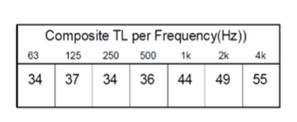 Composite TL per Frequency(Hz))
63 125 250 500 1k 2k 4k
34 37 34 36 44 49 55